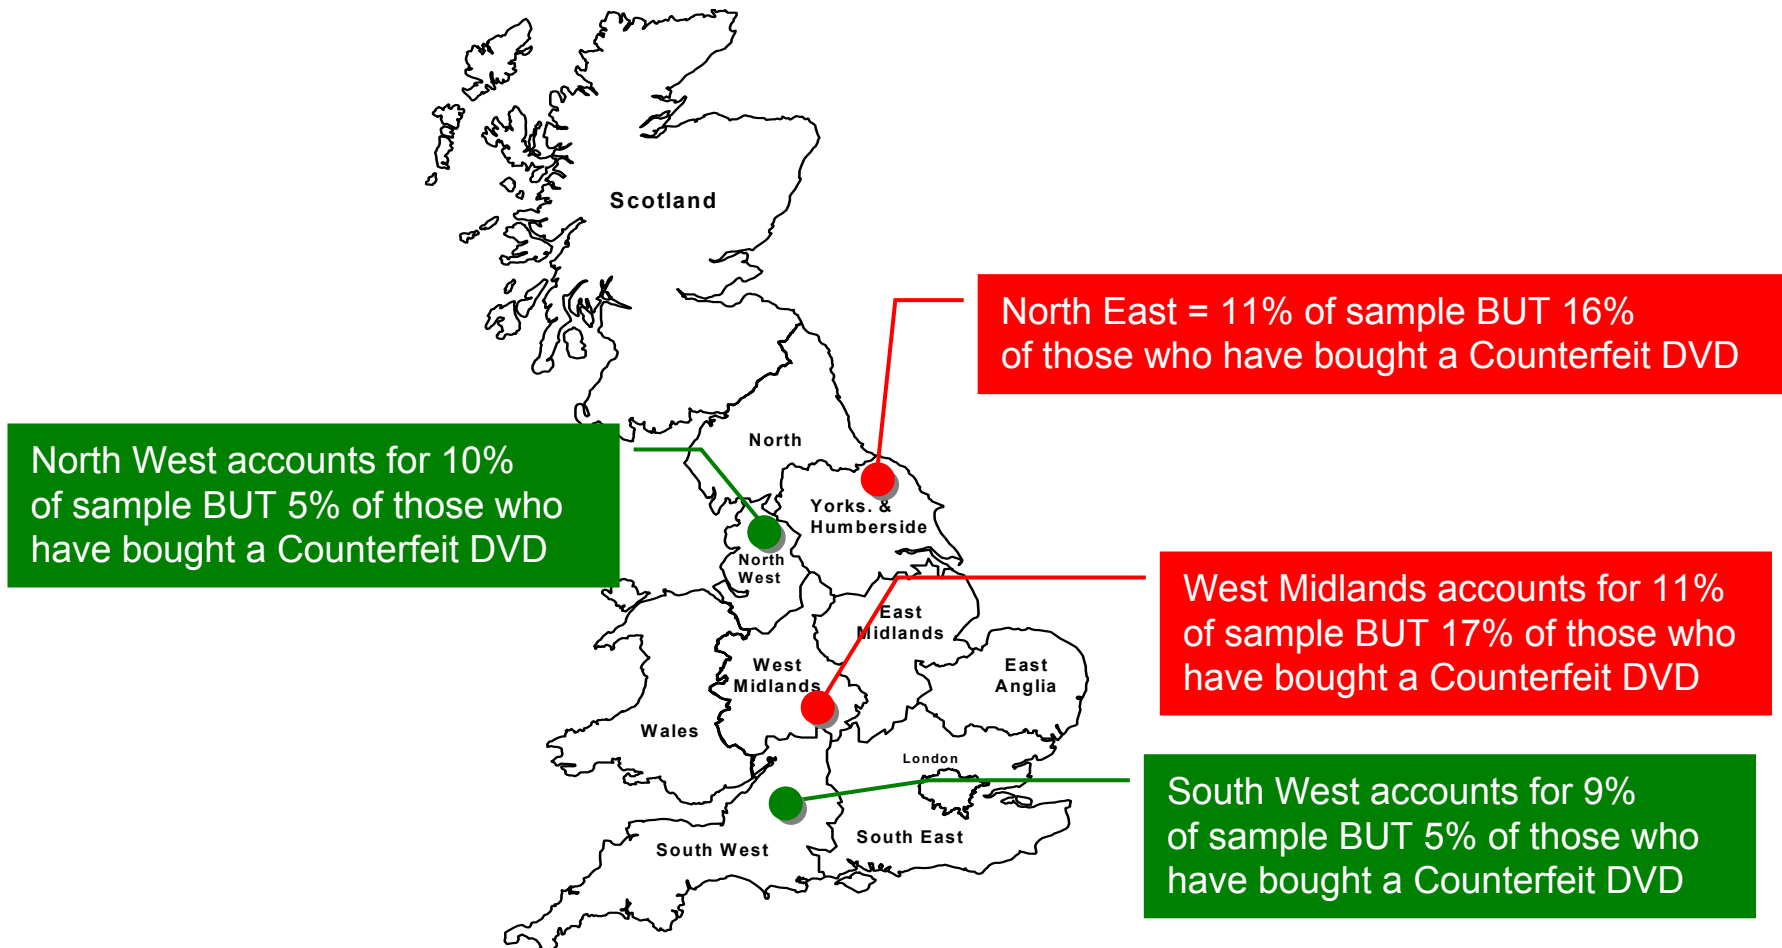 Scotland
North East = 11% of sample BUT 16%
of those who have bought a Counterfeit DVD
North West accounts for 10%
of sample BUT 5% of those who
have bought a Counterfeit DVD
North
Yorks. &
Humberside
North
West
West Midlands accounts for 11%
of sample BUT 17% of those who
have bought a Counterfeit DVD
East
Midlands
West
Midlands
East
Anglia
Wales
London
South West accounts for 9%
of sample BUT 5% of those who
have bought a Counterfeit DVD
South East
South West